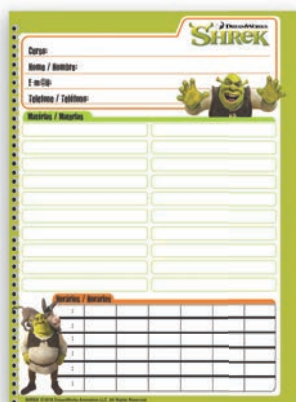 DREAMWORKS
SHREK
Curso:
Nome / Nombre:
E-mail:
Telefone / Teléfono:
Matérias / Materias
Horários / Horarios